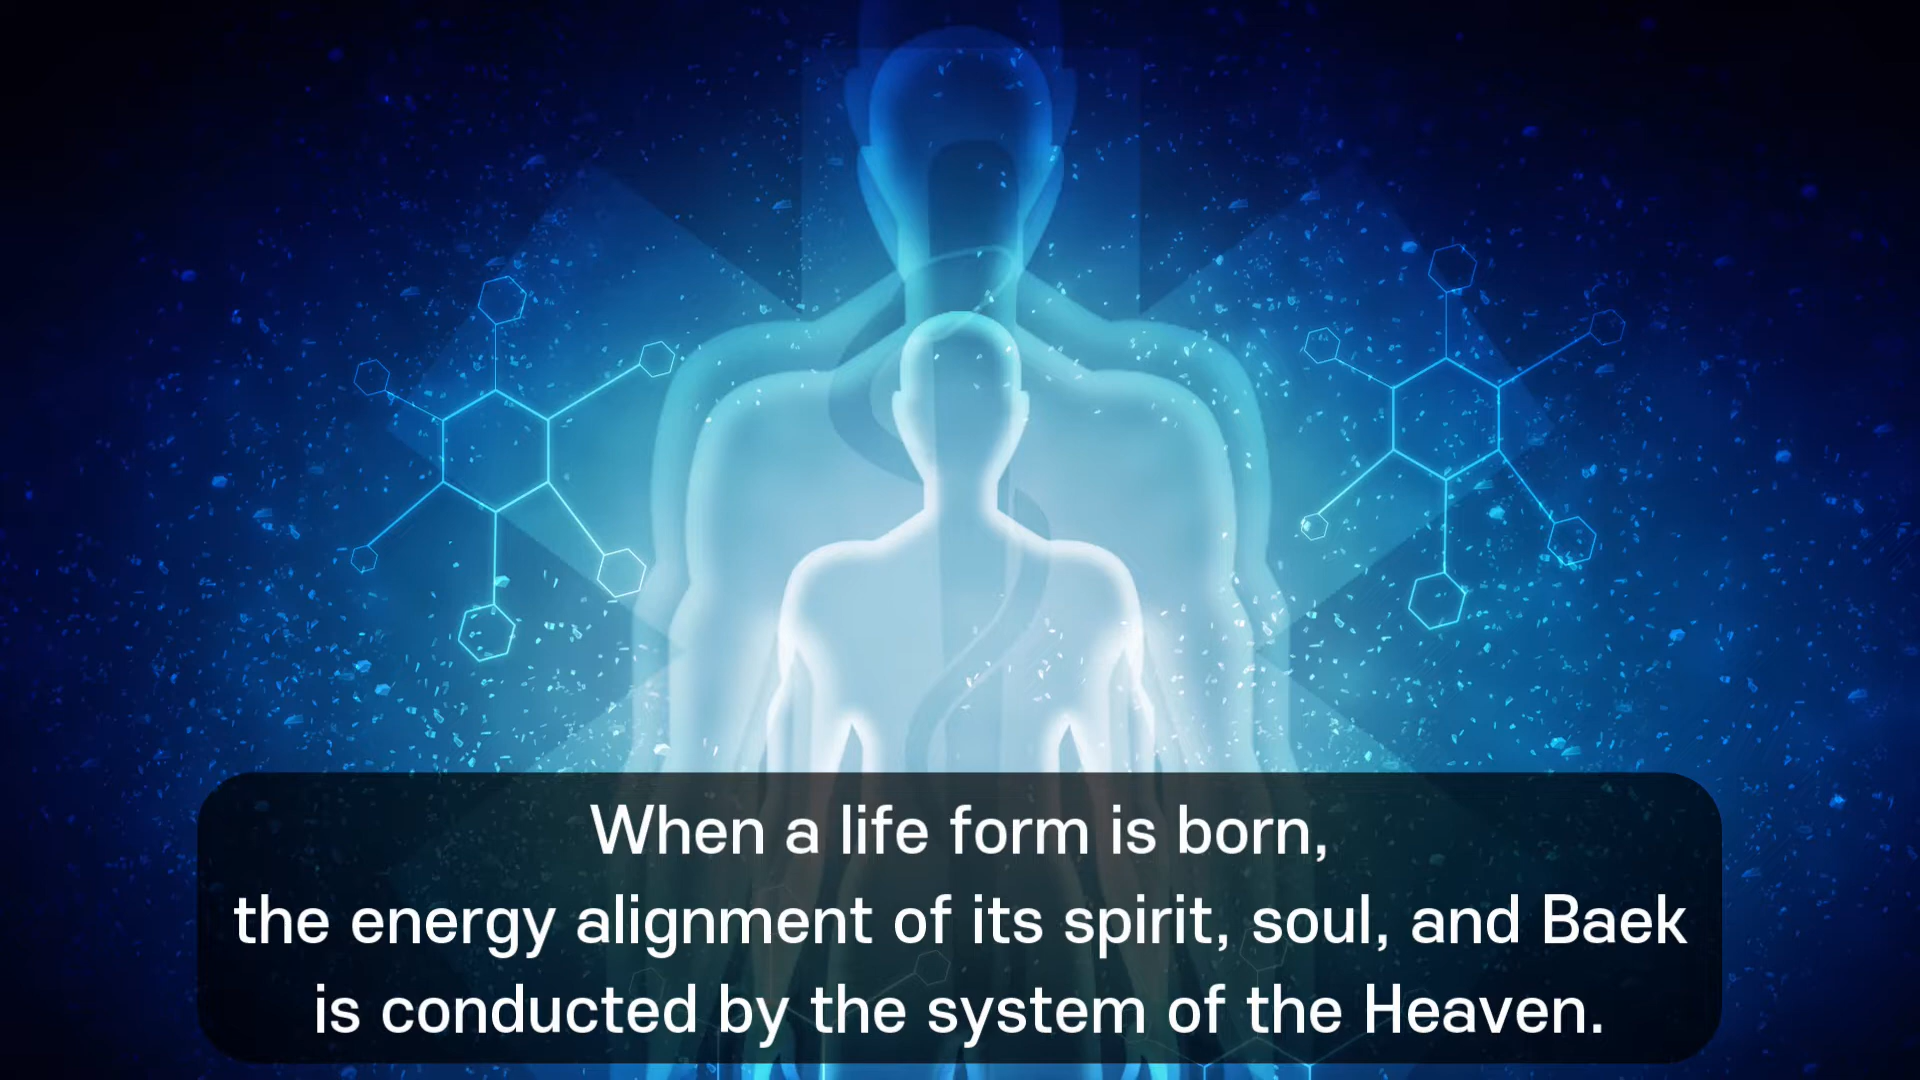 When a life form is born,
the energy alignment of its spirit, soul, and Baek
is conducted by the system of the Heaven.